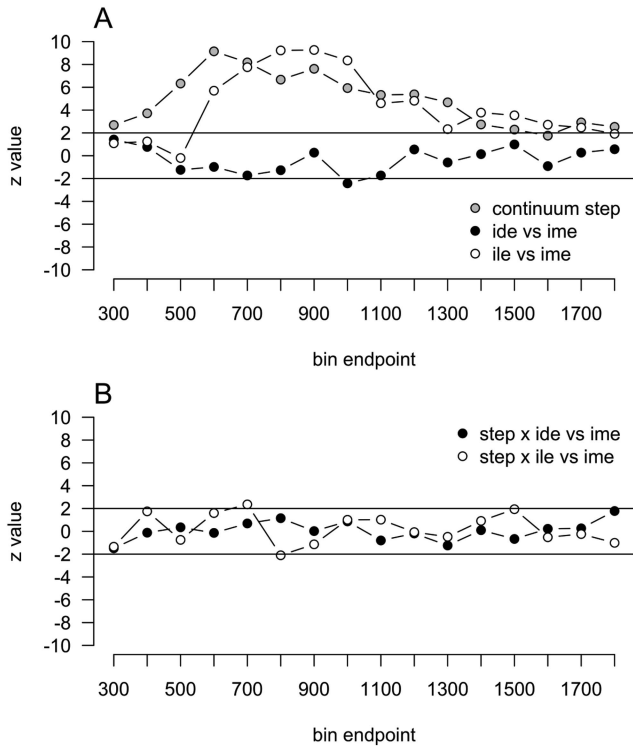 A
10
8
6
4
2
0
-2
-4
-6
-8
-10
z value
continuum step
ide vs ime
ile vs ime
300 500 700 900 1100 1300 1500 1700
bin endpoint
B
10
8
6
4
2
0
-2
-4
-6
-8
-10
z value
step x ide vs ime
step x ile vs ime
300 500 700 900 1100 1300 1500 1700
bin endpoint